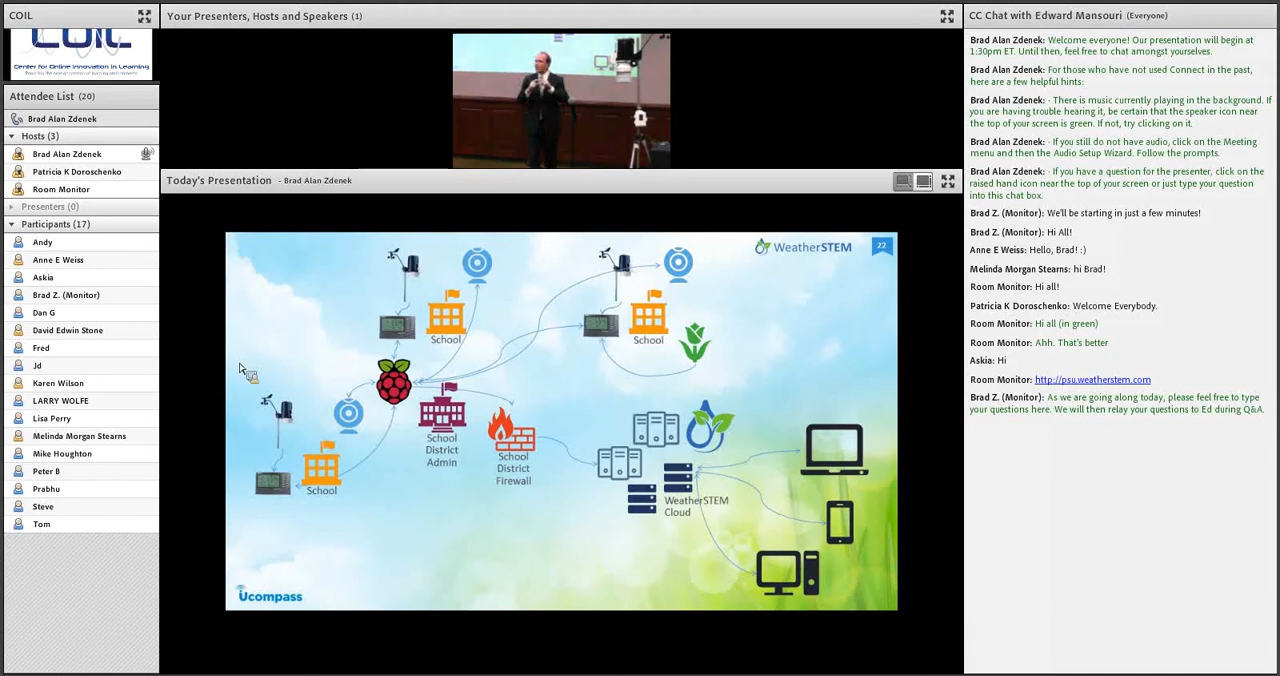 COIL
COIL
Center for Online Innovation in Learning
Attendee List (20)
Brad Alan Zdenek
Hosts (3)
Brad Alan Zdenek
Patricia K Doroschenko
Room Monitor
Presenters (0)
Participants (17)
Andy
Anne E Weiss
Askia
Brad Z. (Monitor)
Dan G
David Edwin Stone
Fred
Jd
Karen Wilson
LARRY WOLFE
Lisa Perry
Melinda Morgan Stearns
Mike Houghton
Peter B
Prabhu
Steve
Tom
Your Presenters, Hosts and Speakers (1)
Today's Presentation - Brad Alan Zdenek
WeatherSTEM
22
School
School
School
District
Admin
School
District
Firewall
School
WeatherSTEM
Cloud
Ucompass
CC Chat with Edward Mansouri (Everyone)
Brad Alan Zdenek: Welcome everyone! Our presentation will begin at
1:30pm ET. Until then, feel free to chat amongst yourselves.
Brad Alan Zdenek: For those who have not used Connect in the past,
here are a few helpful hints:
Brad Alan Zdenek: · There is music currently playing in the background. If
you are having trouble hearing it, be certain that the speaker icon near
the top of your screen is green. If not, try clicking on it.
Brad Alan Zdenek: · If you still do not have audio, click on the Meeting
menu and then the Audio Setup Wizard. Follow the prompts.
Brad Alan Zdenek: · If you have a question for the presenter, click on the
raised hand icon near the top of your screen or just type your question
into this chat box.
Brad Z. (Monitor): We'll be starting in just a few minutes!
Brad Z. (Monitor): Hi All!
Anne E Weiss: Hello, Brad! :)
Melinda Morgan Stearns: hi Brad!
Room Monitor: Hi all!
Patricia K Doroschenko: Welcome Everybody.
Room Monitor: Hi all (in green)
Room Monitor: Ahh. That's better
Askia: Hi
Room Monitor: http://psu.weatherstem.com
Brad Z. (Monitor): As we are going along today, please feel free to type
your questions here. We will then relay your questions to Ed during Q&A.